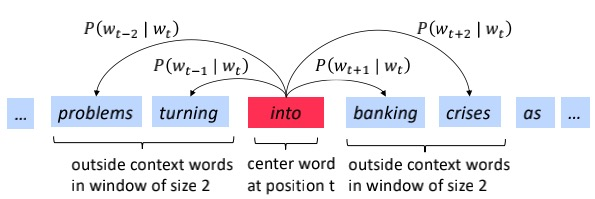 P(w_{t−2} | w_t)
P(w_{t+2} | w_t)
P(w_{t−1} | w_t)
P(w_{t+1} | w_t)
... problems turning into banking crises as ...
outside context words
in window of size 2
center word
at position t
outside context words
in window of size 2